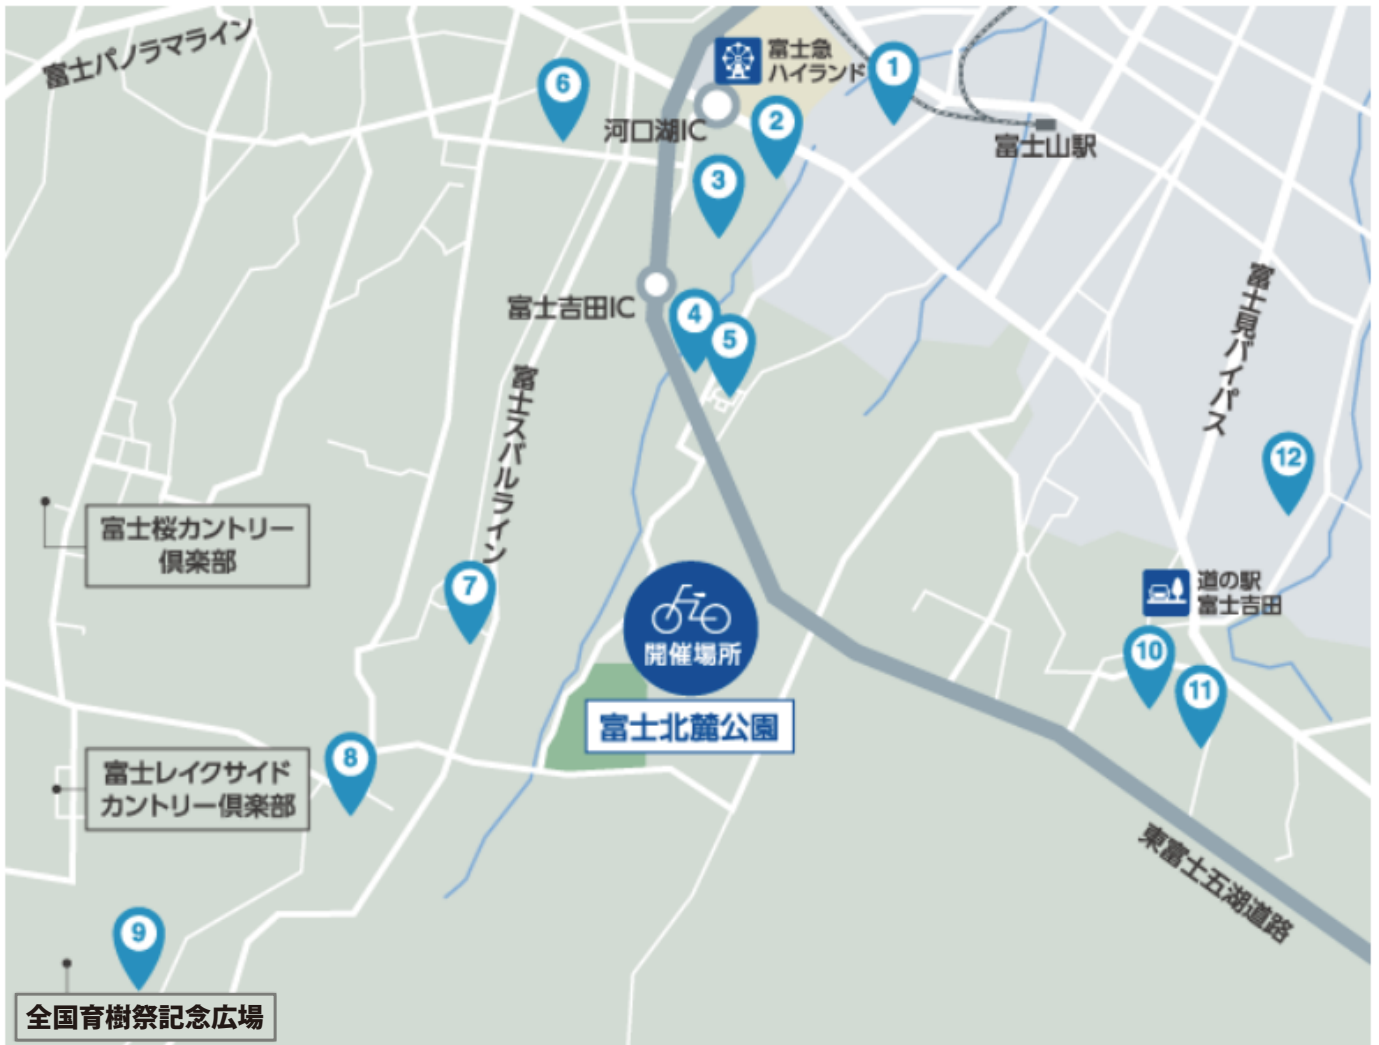 富士パノラマライン
6
富士急
ハイランド
1
河口湖IC
2
富士山駅
3
富士吉田IC
4
5
富士見バイパス
富士スバルライン
12
富士桜カントリー
倶楽部
7
開催場所
富士北麓公園
道の駅
富士吉田
10
11
富士レイクサイド
カントリー倶楽部
8
東富士五湖道路
9
全国育樹祭記念広場